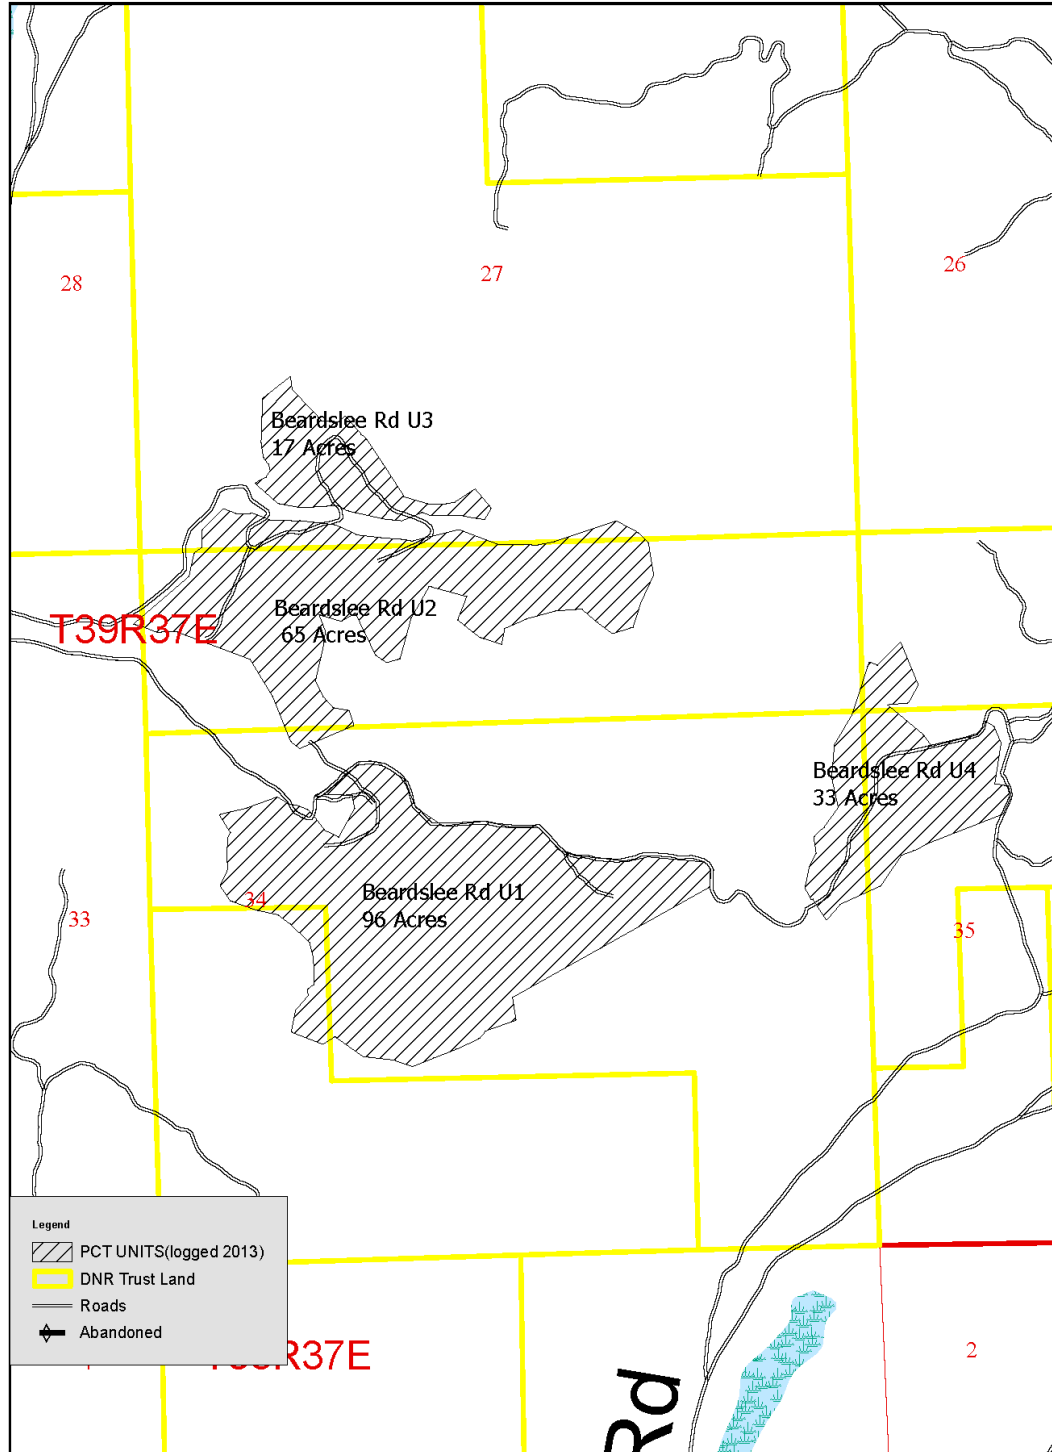 28
27
26
Beardslee Rd U3
17 Acres
Beardslee Rd U2
65 Acres
T39R37E
Beardslee Rd U4
33 Acres
Beardslee Rd U1
96 Acres
34
33
35
Legend
PCT UNITS(logged 2013)
DNR Trust Land
Roads
Abandoned
R37E
2
Rd